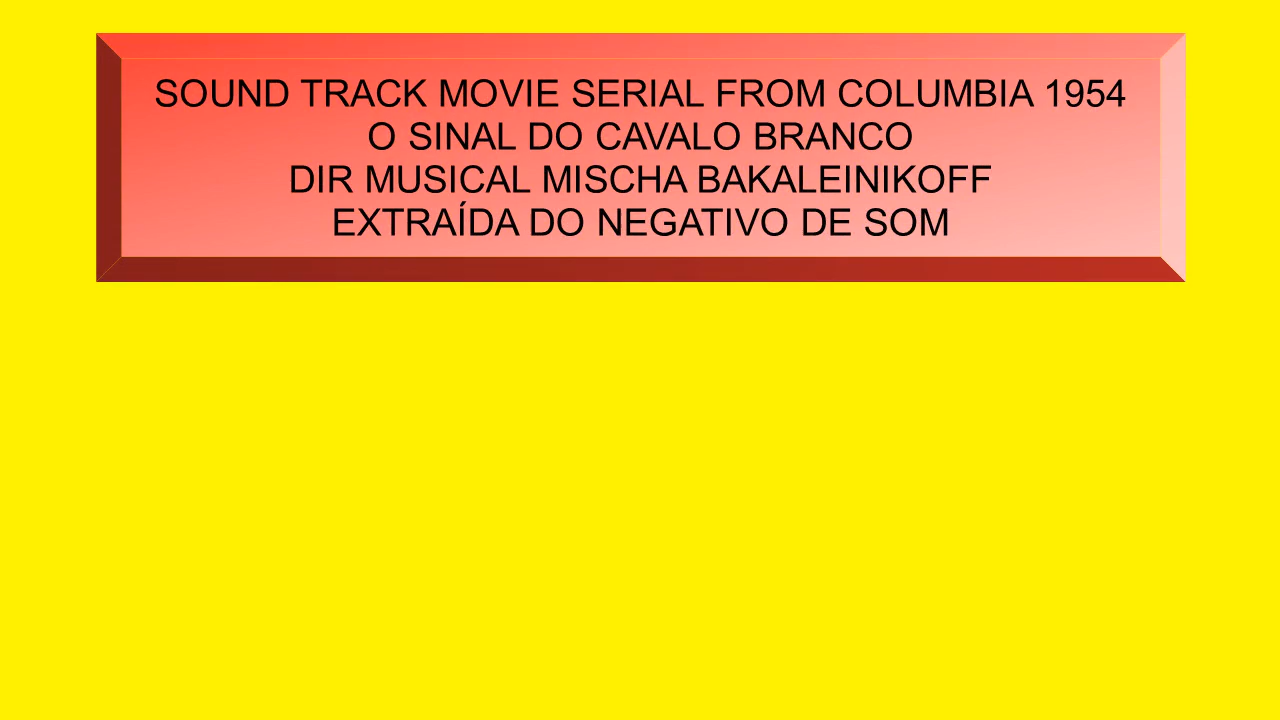 SOUND TRACK MOVIE SERIAL FROM COLUMBIA 1954
O SINAL DO CAVALO BRANCO
DIR MUSICAL MISCHA BAKALEINIKOFF
EXTRAÍDA DO NEGATIVO DE SOM